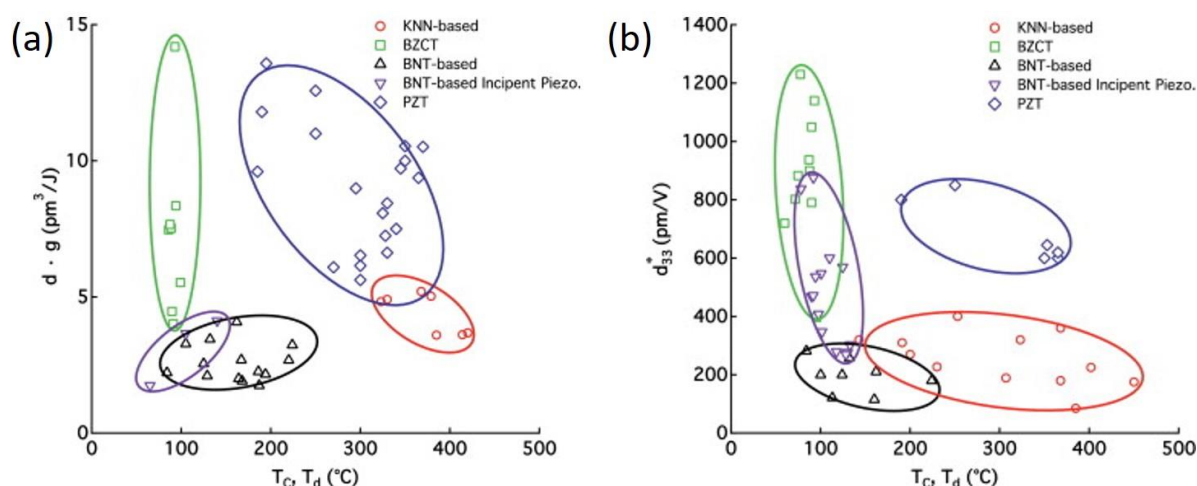 (a)
15
10
5
0
d · g (pm³/J)
0 100 200 300 400 500
T_C, T_d (°C)
KNN-based
BZCT
BNT-based
BNT-based Incipent Piezo.
PZT
(b)
1400
1200
1000
800
600
400
200
0
d*₃₃ (pm/V)
0 100 200 300 400 500
T_C, T_d (°C)
KNN-based
BZCT
BNT-based
BNT-based Incipent Piezo.
PZT